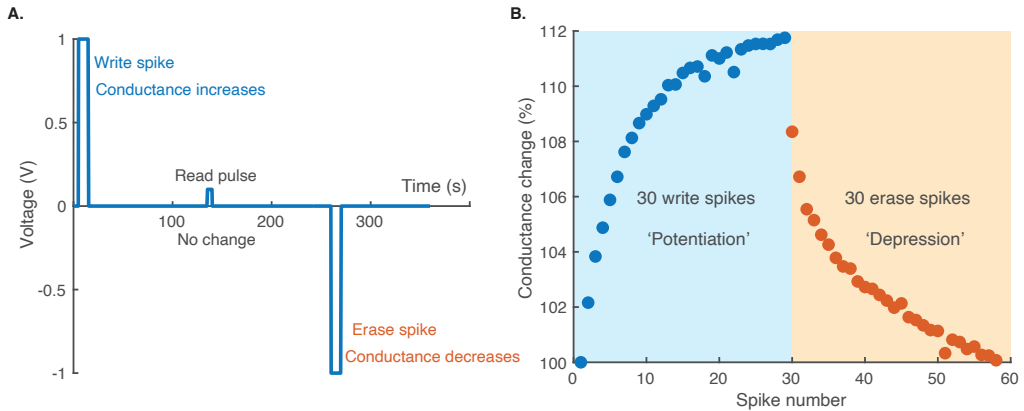 A.
1
0.5
0
-0.5
-1
Voltage (V)
Write spike
Conductance increases
Read pulse
No change
Time (s)
100
200
300
Erase spike
Conductance decreases
B.
112
110
108
106
104
102
100
Conductance change (%)
30 write spikes
'Potentiation'
30 erase spikes
'Depression'
0
10
20
30
40
50
60
Spike number